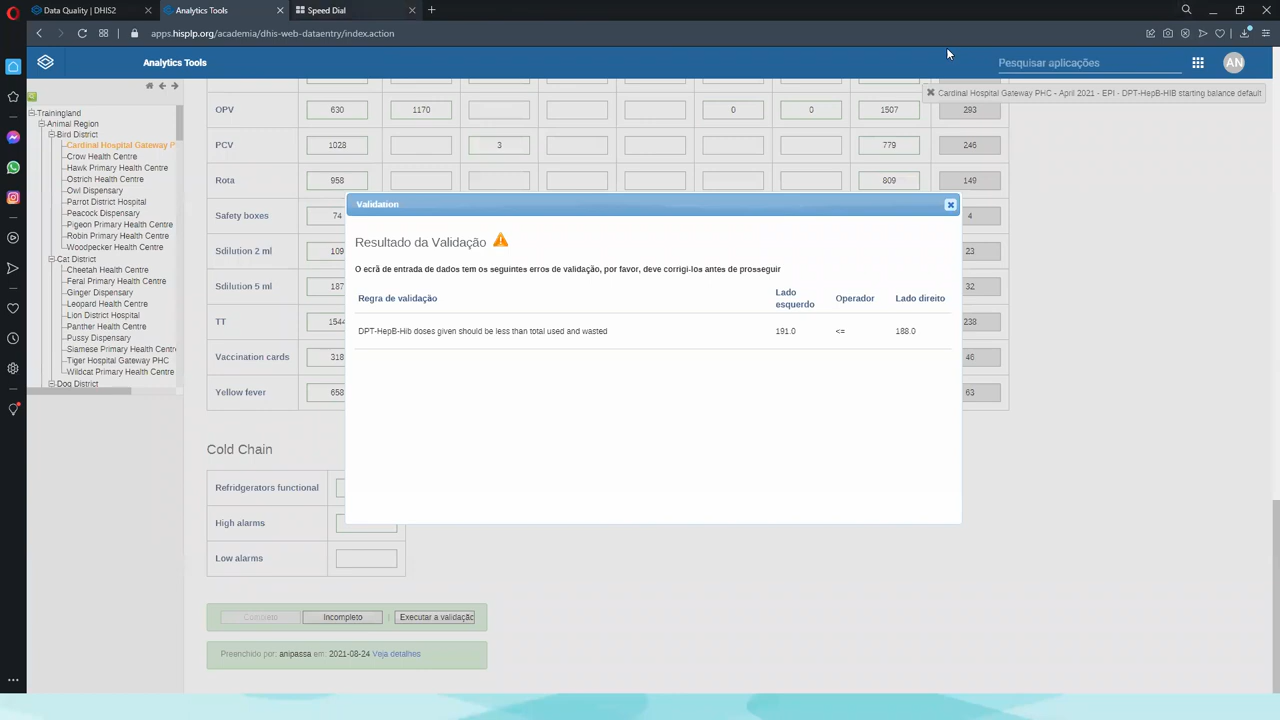 Data Quality | DHIS2
Analytics Tools
Speed Dial
apps.hisplp.org/academia/dhis-web-dataentry/index.action
Analytics Tools
Pesquisar aplicações
AN
Cardinal Hospital Gateway PHC - April 2021 - EPI - DPT-HepB-HIB starting balance default
Trainingland
Animal Region
Bird District
Cardinal Hospital Gateway P
Crow Health Centre
Hawk Primary Health Centre
Ostrich Health Centre
Owl Dispensary
Parrot District Hospital
Peacock Dispensary
Pigeon Primary Health Centre
Robin Primary Health Centre
Woodpecker Health Centre
Cat District
Cheetah Health Centre
Feral Primary Health Centre
Ginger Dispensary
Leopard Health Centre
Lion District Hospital
Panther Health Centre
Pussy Dispensary
Siamese Primary Health Centr
Tiger Hospital Gateway PHC
Wildcat Primary Health Centre
Dog District
OPV 630 1170 0 0 1507 293
PCV 1028 3 779 246
Rota 958 809 149
Safety boxes 74 4
Sdilution 2 ml 109 23
Sdilution 5 ml 187 32
TT 1544 238
Vaccination cards 318 46
Yellow fever 658 63
Validation
Resultado da Validação
O ecrã de entrada de dados tem os seguintes erros de validação, por favor, deve corrigi-los antes de prosseguir
Regra de validação Lado esquerdo Operador Lado direito
DPT-HepB-Hib doses given should be less than total used and wasted 191.0 <= 188.0
Cold Chain
Refridgerators functional
High alarms
Low alarms
Completo Incompleto | Executar a validação
Preenchido por: anipassa em: 2021-08-24 Veja detalhes